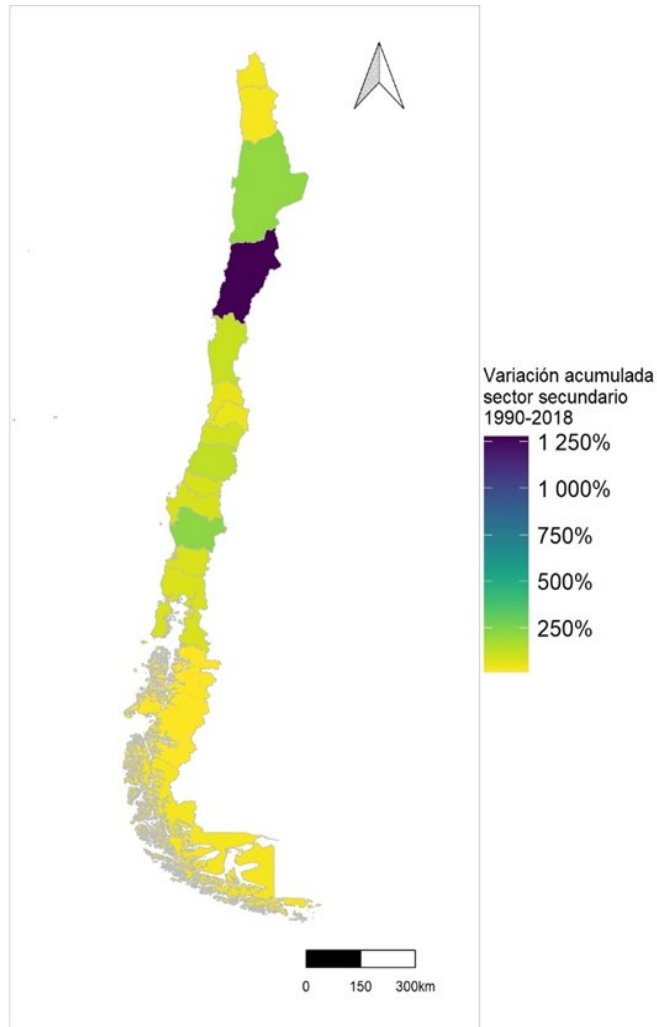 Variación acumulada
sector secundario
1990-2018
1 250%
1 000%
750%
500%
250%
0 150 300km